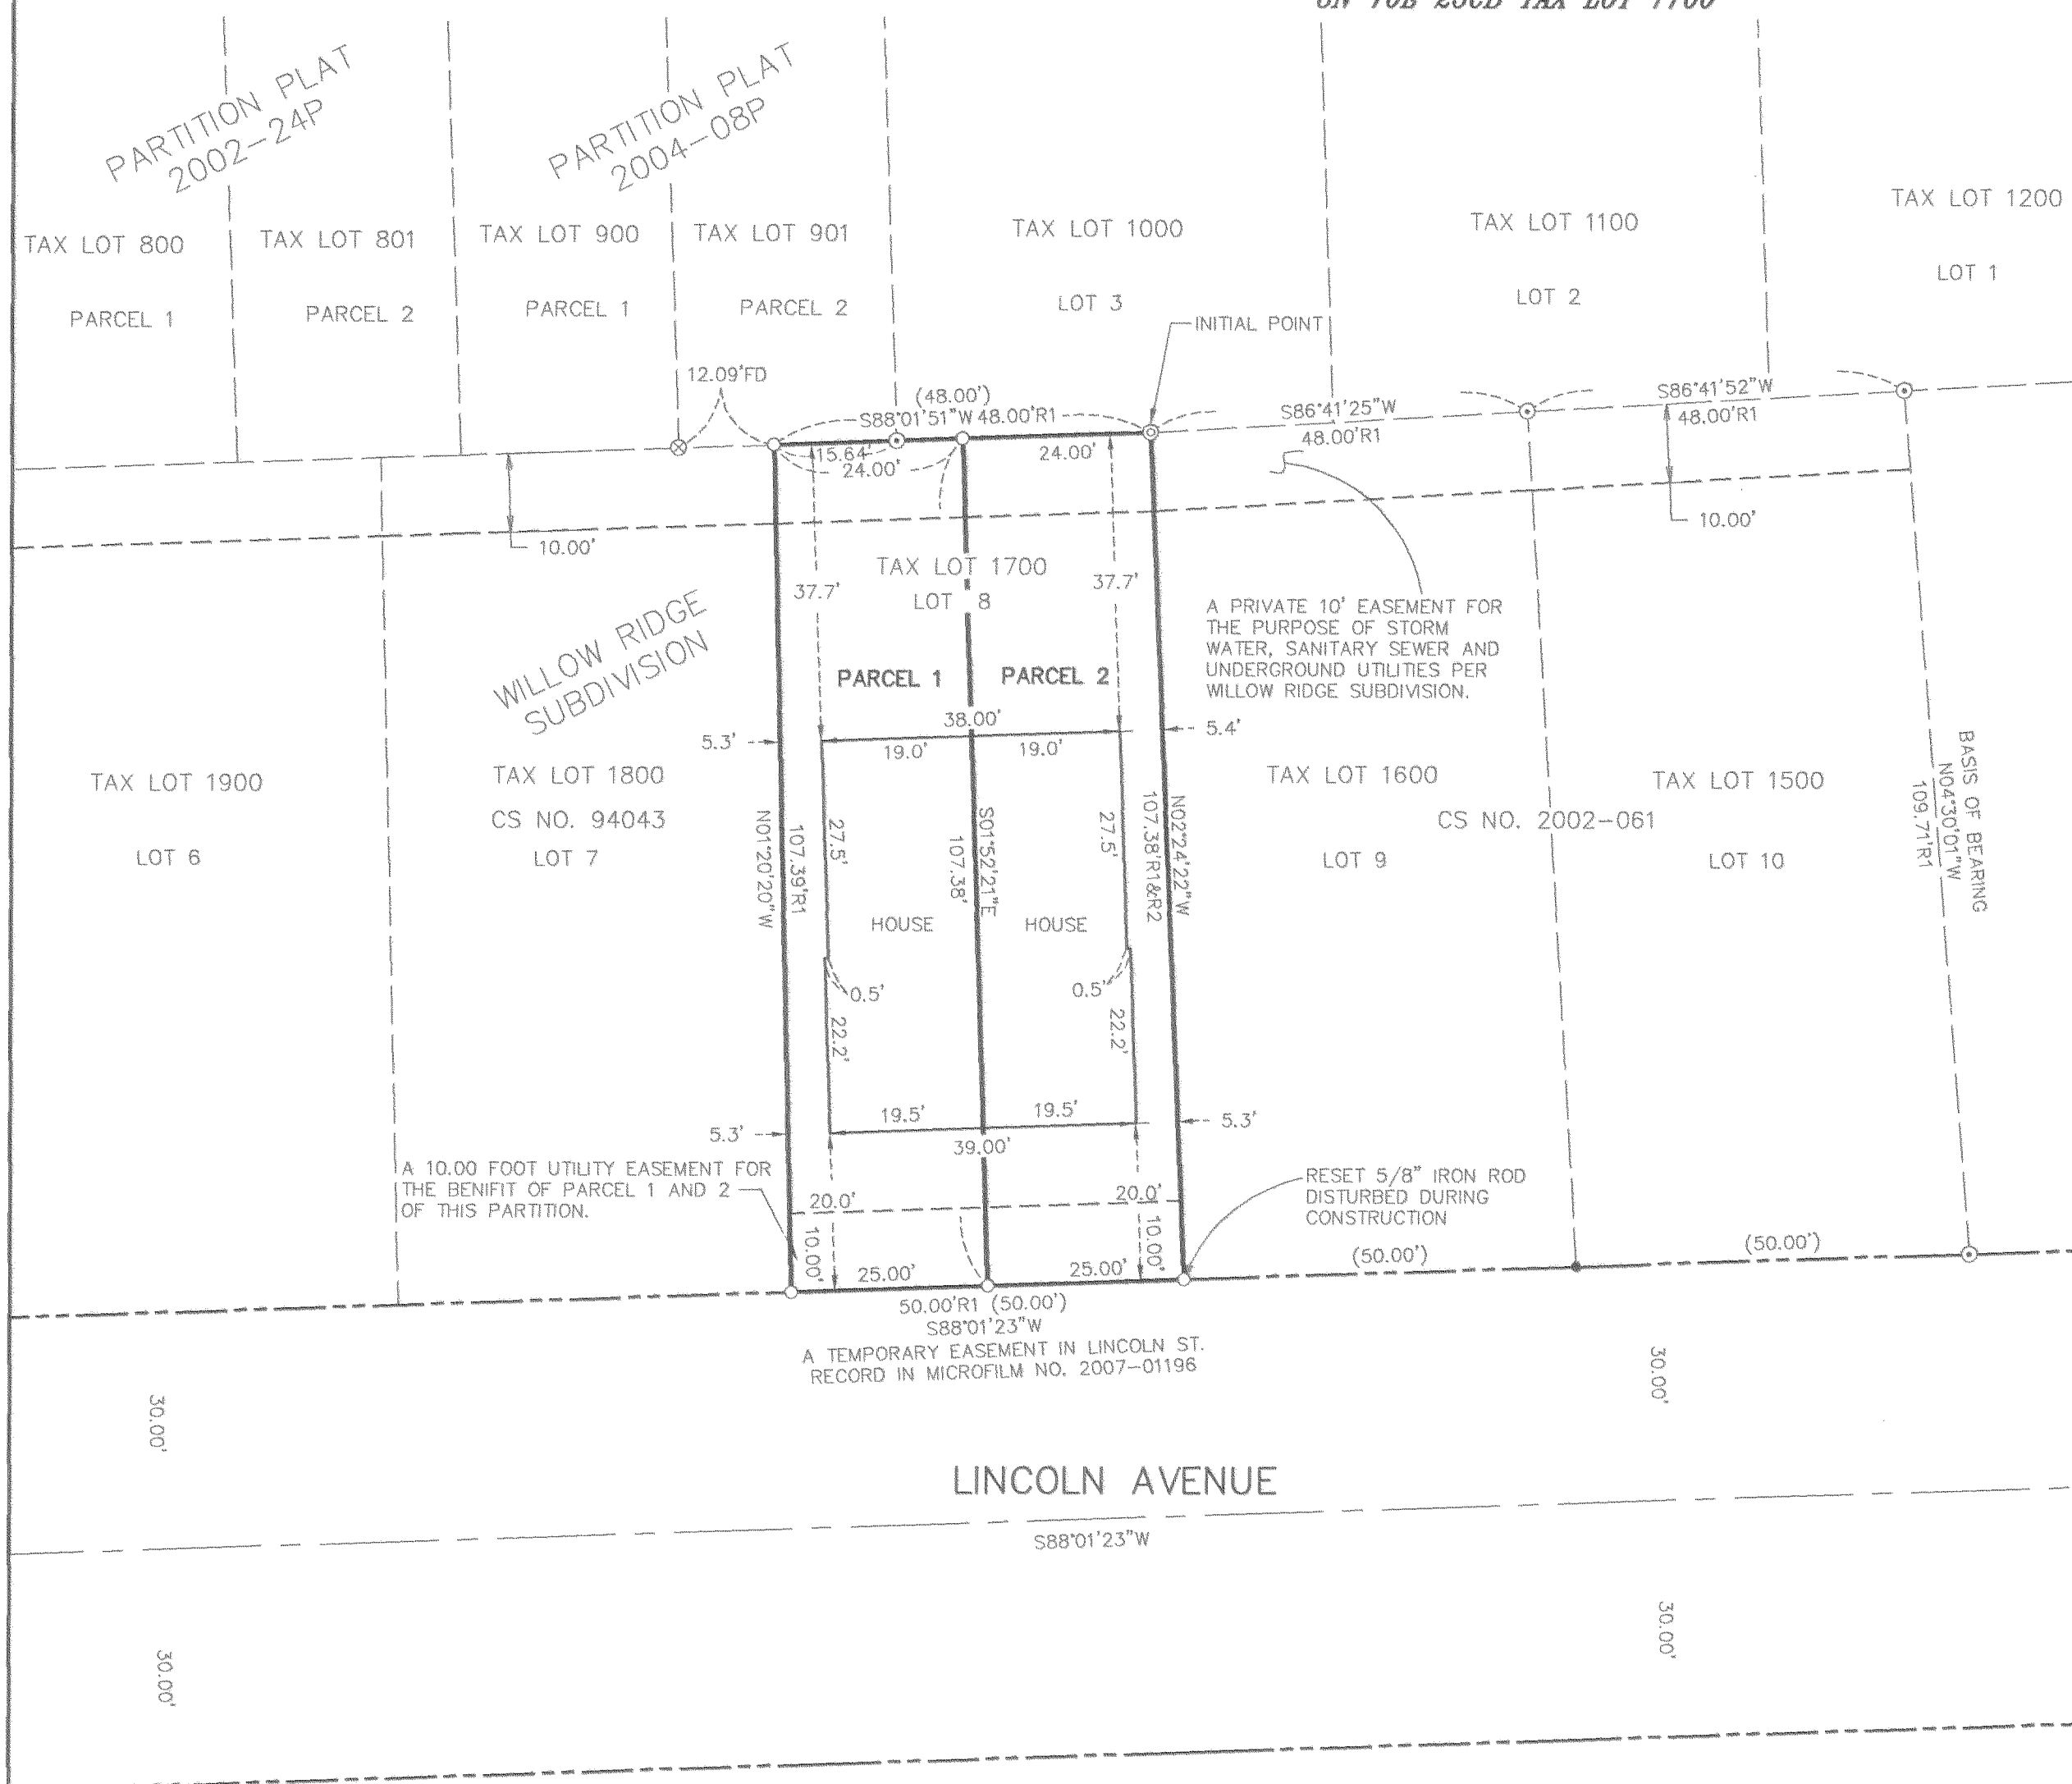 PARTITION PLAT
2002-24P
PARTITION PLAT
2004-08P
TAX LOT 800
PARCEL 1
TAX LOT 801
PARCEL 2
TAX LOT 900
PARCEL 1
TAX LOT 901
PARCEL 2
TAX LOT 1000
LOT 3
TAX LOT 1100
LOT 2
TAX LOT 1200
LOT 1
INITIAL POINT
12.09'FD
(48.00')
S88°01'51"W 48.00'R1
S86°41'25"W
48.00'R1
S86°41'52"W
48.00'R1
15.64'
24.00'
24.00'
10.00'
10.00'
TAX LOT 1700
LOT 8
37.7'
37.7'
WILLOW RIDGE
SUBDIVISION
A PRIVATE 10' EASEMENT FOR
THE PURPOSE OF STORM
WATER, SANITARY SEWER AND
UNDERGROUND UTILITIES PER
WILLOW RIDGE SUBDIVISION.
PARCEL 1
PARCEL 2
38.00'
19.0'
19.0'
5.3'
5.4'
TAX LOT 1900
LOT 6
TAX LOT 1800
CS NO. 94043
LOT 7
N01°20'20"W
107.39'R1
27.5'
S01°52'21"E
107.38'
27.5'
107.38'R1&R2
N02°24'22"W
TAX LOT 1600
CS NO. 2002-061
LOT 9
TAX LOT 1500
LOT 10
BASIS OF BEARING
N04°30'01"W
109.71'R1
HOUSE
HOUSE
0.5'
0.5'
22.2'
22.2'
19.5'
19.5'
39.00'
5.3'
5.3'
A 10.00 FOOT UTILITY EASEMENT FOR
THE BENIFIT OF PARCEL 1 AND 2
OF THIS PARTITION.
20.0'
20.0'
10.00'
10.00'
RESET 5/8" IRON ROD
DISTURBED DURING
CONSTRUCTION
25.00'
25.00'
(50.00')
(50.00')
50.00'R1 (50.00')
S88°01'23"W
A TEMPORARY EASEMENT IN LINCOLN ST.
RECORD IN MICROFILM NO. 2007-01196
30.00'
30.00'
LINCOLN AVENUE
S88°01'23"W
30.00'
30.00'